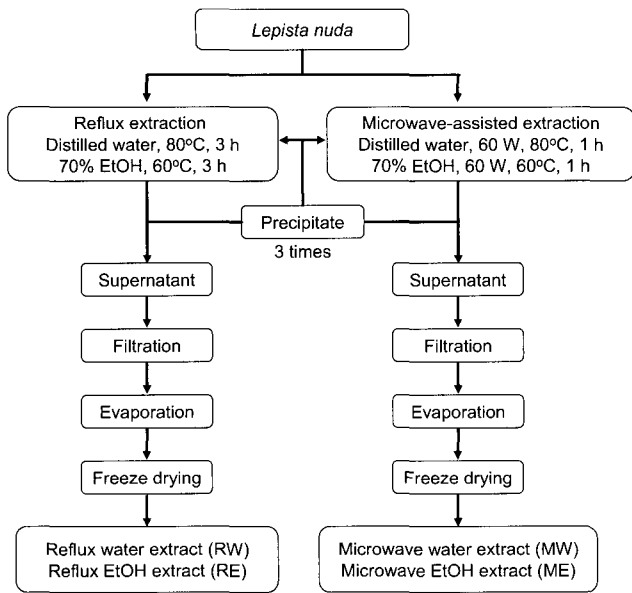 Lepista nuda
Reflux extraction
Distilled water, 80°C, 3 h
70% EtOH, 60°C, 3 h
Microwave-assisted extraction
Distilled water, 60 W, 80°C, 1 h
70% EtOH, 60 W, 60°C, 1 h
Precipitate
3 times
Supernatant
Supernatant
Filtration
Filtration
Evaporation
Evaporation
Freeze drying
Freeze drying
Reflux water extract (RW)
Reflux EtOH extract (RE)
Microwave water extract (MW)
Microwave EtOH extract (ME)